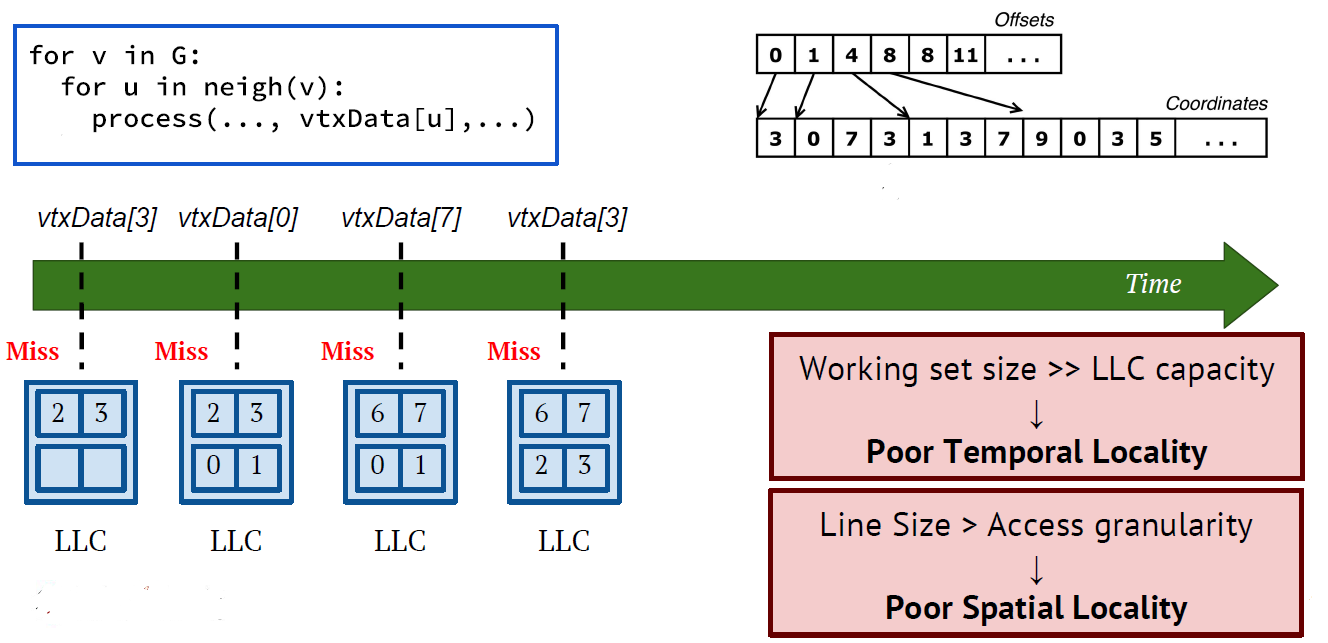 for v in G:
for u in neigh(v):
process(..., vtxData[u],...)
Offsets
0 1 4 8 8 11 ...
Coordinates
3 0 7 3 1 3 7 9 0 3 5 ...
vtxData[3] vtxData[0] vtxData[7] vtxData[3]
Time
Miss Miss Miss Miss
2 3 2 3 6 7 6 7
0 1 0 1 2 3
LLC LLC LLC LLC
Working set size >> LLC capacity
↓
Poor Temporal Locality
Line Size > Access granularity
↓
Poor Spatial Locality